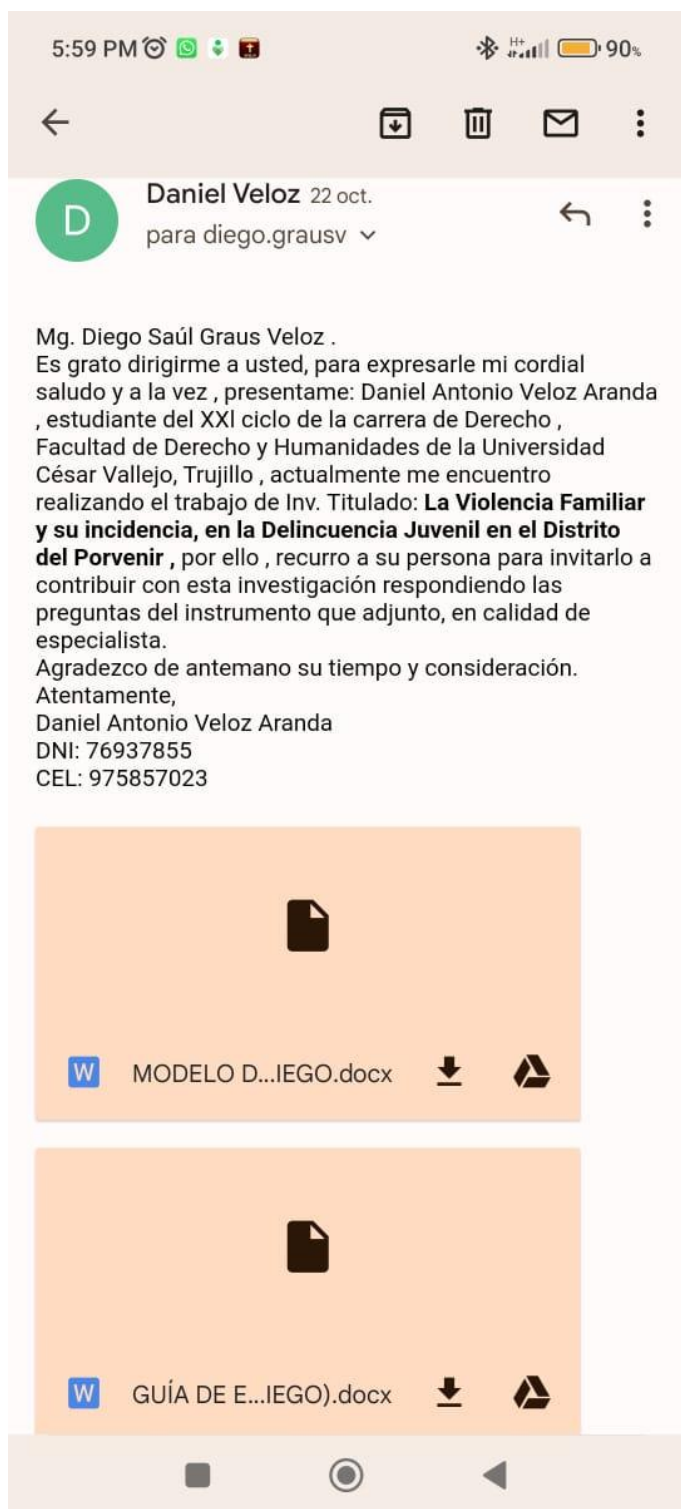 5:59 PM
H+
90%
D
Daniel Veloz 22 oct.
para diego.grausv
Mg. Diego Saúl Graus Veloz .
Es grato dirigirme a usted, para expresarle mi cordial
saludo y a la vez , presentame: Daniel Antonio Veloz Aranda
, estudiante del XXl ciclo de la carrera de Derecho ,
Facultad de Derecho y Humanidades de la Universidad
César Vallejo, Trujillo , actualmente me encuentro
realizando el trabajo de Inv. Titulado: La Violencia Familiar
y su incidencia, en la Delincuencia Juvenil en el Distrito
del Porvenir , por ello , recurro a su persona para invitarlo a
contribuir con esta investigación respondiendo las
preguntas del instrumento que adjunto, en calidad de
especialista.
Agradezco de antemano su tiempo y consideración.
Atentamente,
Daniel Antonio Veloz Aranda
DNI: 76937855
CEL: 975857023
W MODELO D...IEGO.docx
W GUÍA DE E...IEGO).docx